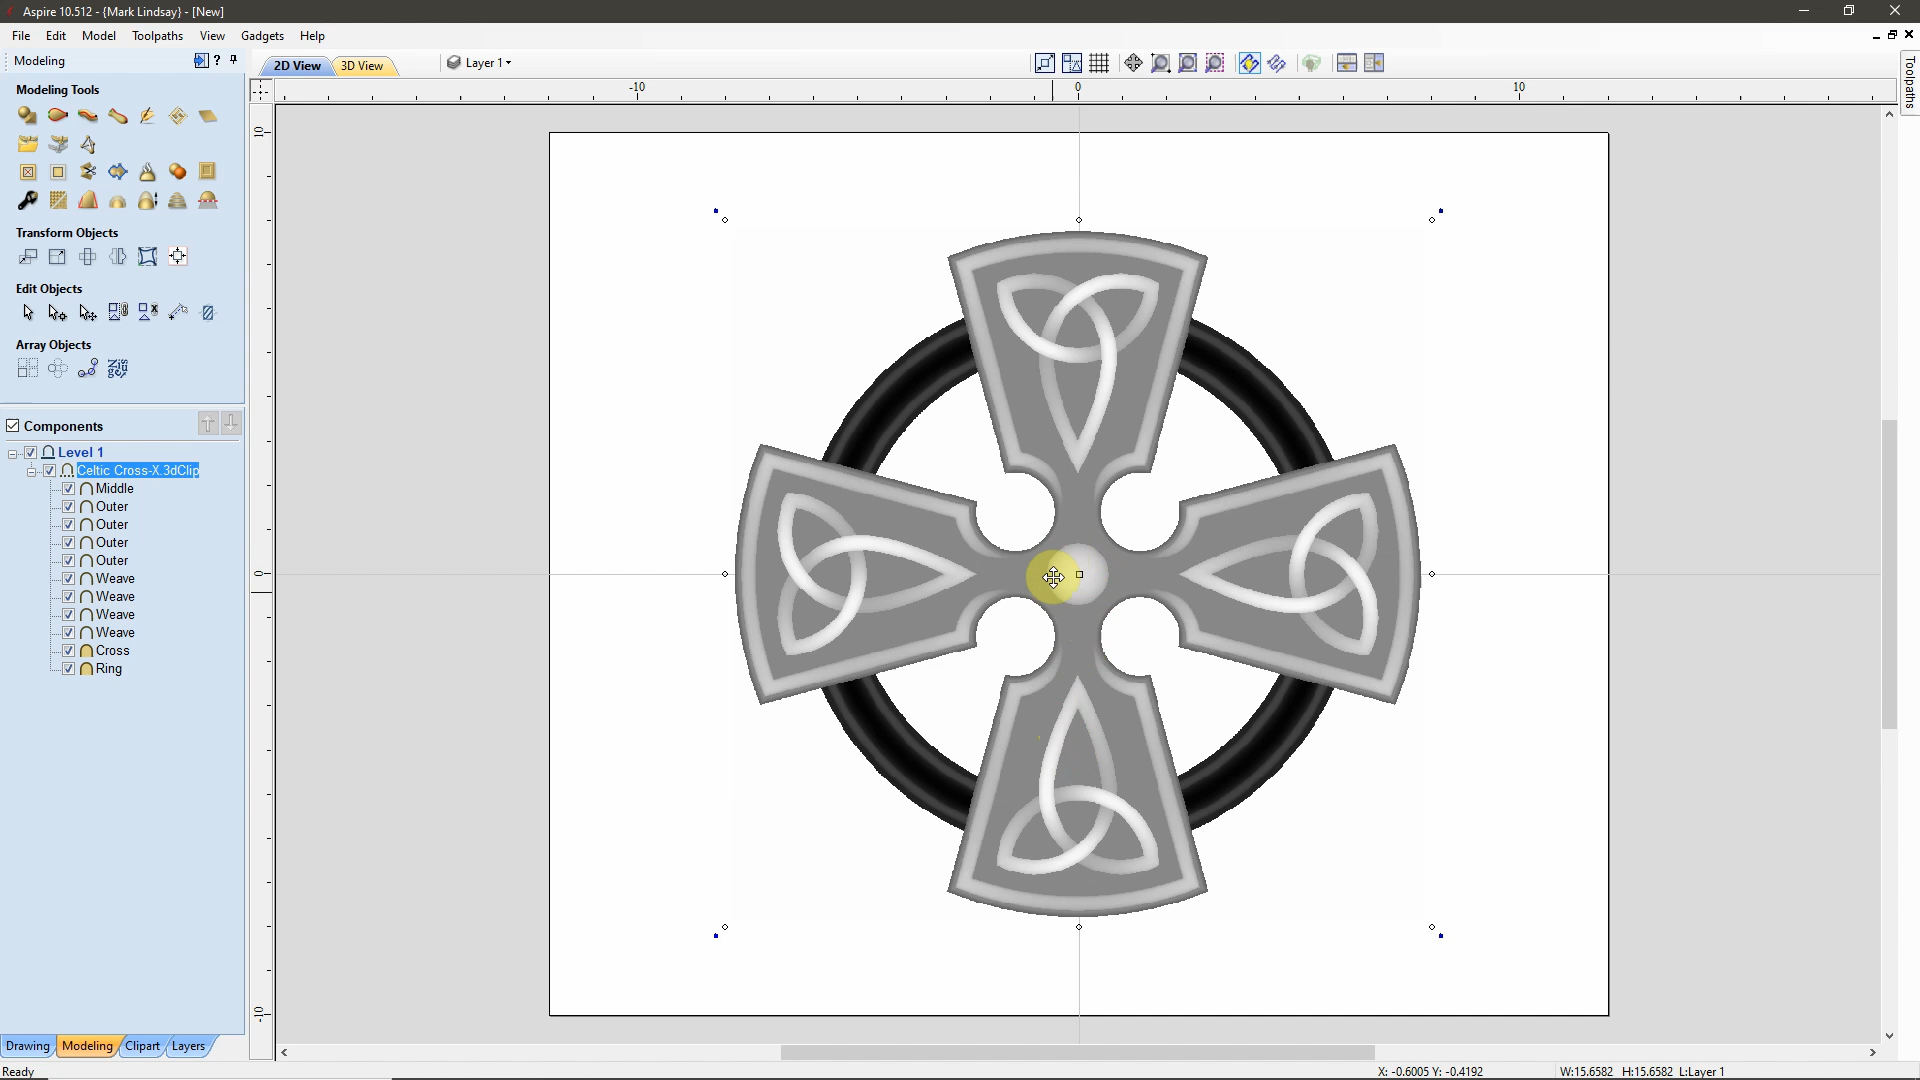 Aspire 10.512 - {Mark Lindsay} - [New]
File Edit Model Toolpaths View Gadgets Help
Modeling ?
2D View 3D View Layer 1
Toolpaths
-10 0 10
10
0
-10
Modeling Tools
Transform Objects
Edit Objects
Array Objects
Components
Level 1
Celtic Cross-X.3dClip
Middle
Outer
Outer
Outer
Outer
Weave
Weave
Weave
Weave
Cross
Ring
Drawing Modeling Clipart Layers
Ready X: -0.6005 Y: -0.4192 W:15.6582 H:15.6582 L:Layer 1